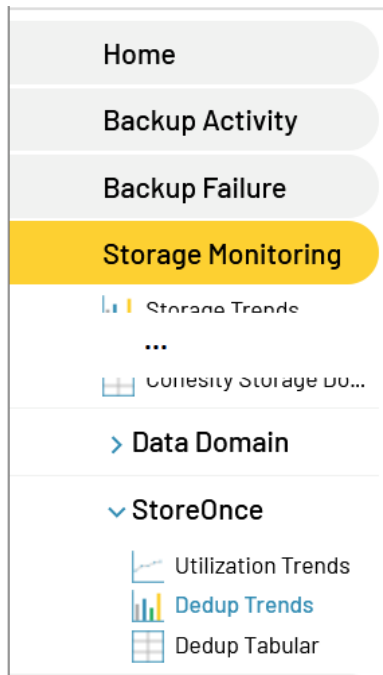 Home
Backup Activity
Backup Failure
Storage Monitoring
Storage Trends
...
Cohesity Storage Do...
Data Domain
StoreOnce
Utilization Trends
Dedup Trends
Dedup Tabular